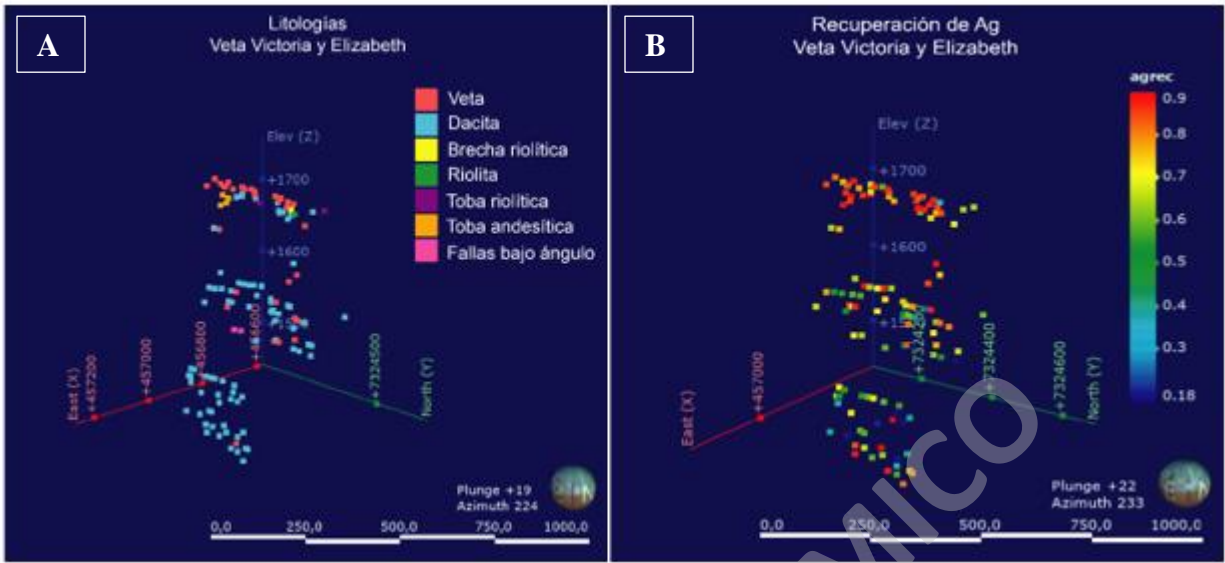 A
Litologías
Veta Victoria y Elizabeth
Veta
Dacita
Brecha riolítica
Riolita
Toba riolítica
Toba andesítica
Fallas bajo ángulo
Elev (Z)
+1700
+1600
East (X)
+457200
+457000
+456800
+456600
+7324500
North (Y)
Plunge +19
Azimuth 224
0,0 250,0 500,0 750,0 1000,0
B
Recuperación de Ag
Veta Victoria y Elizabeth
agrec
0.9
0.8
0.7
0.6
0.5
0.4
0.3
0.18
Elev (Z)
+1700
+1600
East (X)
+457000
+7324200
+7324400
+7324600
North (Y)
Plunge +22
Azimuth 233
0,0 250,0 500,0 750,0 1000,0
MICO